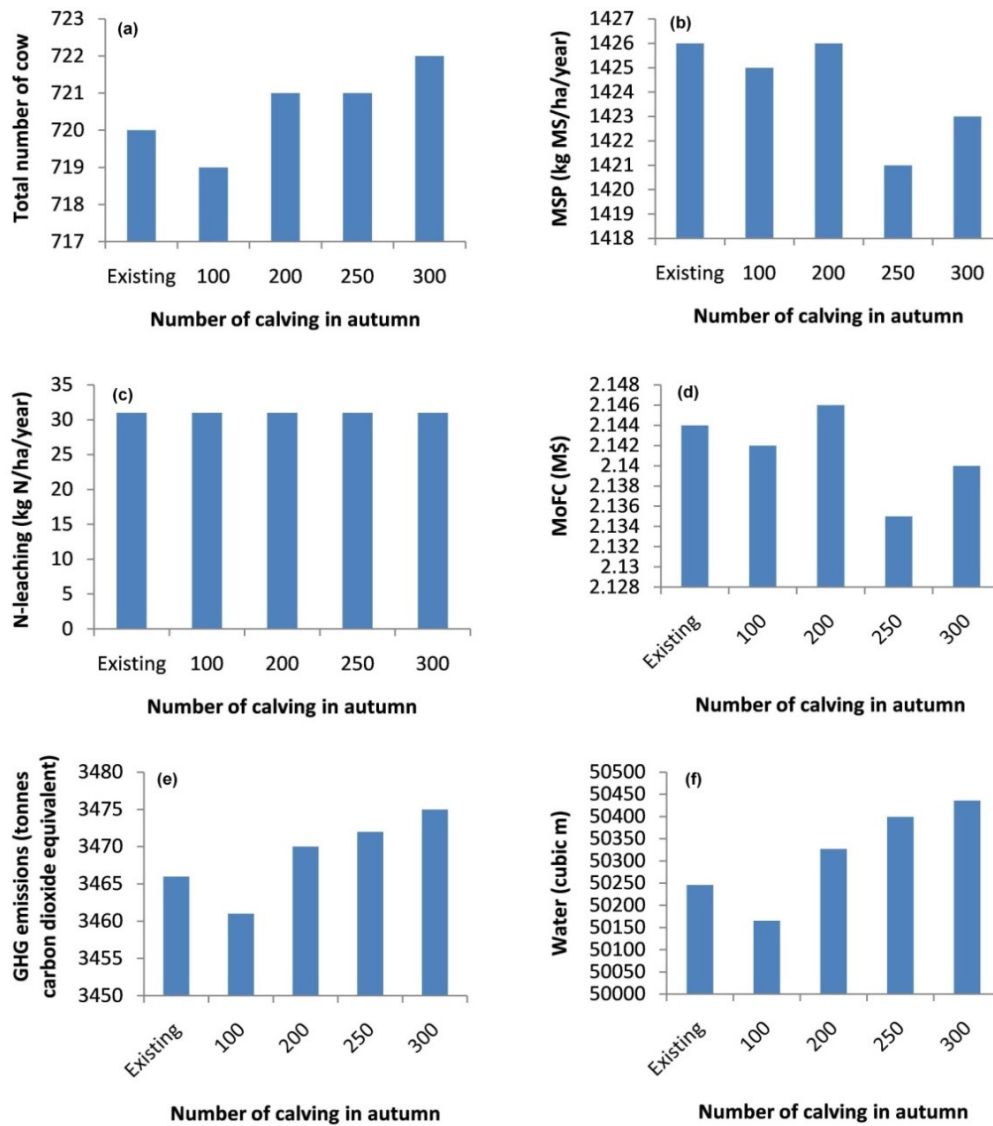 (a)
Total number of cow
723
722
721
720
719
718
717
Existing 100 200 250 300
Number of calving in autumn
(b)
MSP (kg MS/ha/year)
1426
1425
1424
1423
1422
1421
1420
1419
1418
Existing 100 200 250 300
Number of calving in autumn
(c)
N-leaching (kg N/ha/year)
35
30
25
20
15
10
5
0
Existing 100 200 250 300
Number of calving in autumn
(d)
MoFC (M$)
2.148
2.146
2.144
2.142
2.14
2.138
2.136
2.134
2.132
2.13
2.128
Existing 100 200 250 300
Number of calving in autumn
(e)
GHG emissions (tonnes
carbon dioxide equivalent)
3480
3475
3470
3465
3460
3455
3450
Existing 100 200 250 300
Number of calving in autumn
(f)
Water (cubic m)
50500
50450
50400
50350
50300
50250
50200
50150
50100
50050
50000
Existing 100 200 250 300
Number of calving in autumn